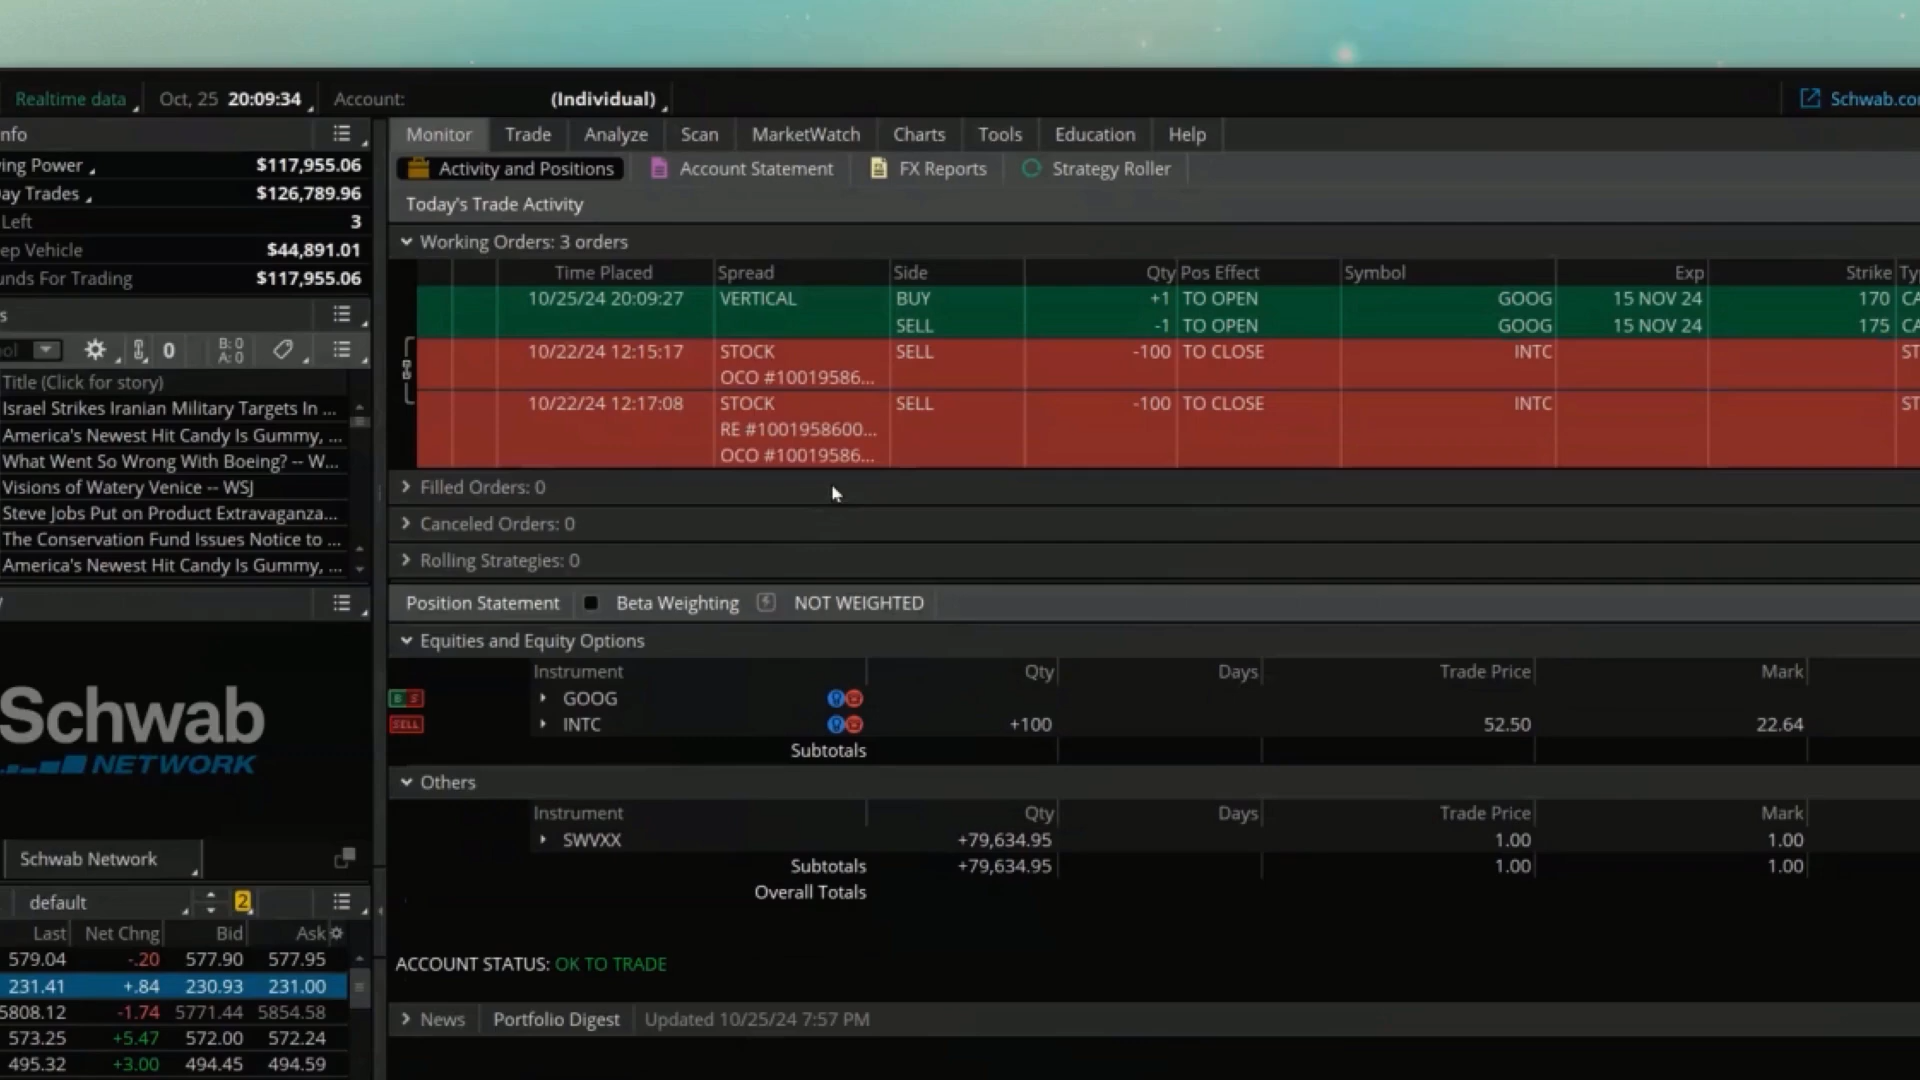 Realtime data Oct, 25 20:09:34 Account: (Individual) Schwab.co
nfo
ing Power $117,955.06
ay Trades $126,789.96
Left 3
ep Vehicle $44,891.01
unds For Trading $117,955.06
s
0 B: 0
A: 0
Title (Click for story)
Israel Strikes Iranian Military Targets In ...
America's Newest Hit Candy Is Gummy, ...
What Went So Wrong With Boeing? -- W...
Visions of Watery Venice -- WSJ
Steve Jobs Put on Product Extravaganza...
The Conservation Fund Issues Notice to ...
America's Newest Hit Candy Is Gummy, ...
Schwab
NETWORK
Schwab Network
default 2
Last Net Chng Bid Ask
579.04 -.20 577.90 577.95
231.41 +.84 230.93 231.00
5808.12 -1.74 5771.44 5854.58
573.25 +5.47 572.00 572.24
495.32 +3.00 494.45 494.59
Monitor Trade Analyze Scan MarketWatch Charts Tools Education Help
Activity and Positions Account Statement FX Reports Strategy Roller
Today's Trade Activity
Working Orders: 3 orders
Time Placed Spread Side Qty Pos Effect Symbol Exp Strike Ty
10/25/24 20:09:27 VERTICAL BUY +1 TO OPEN GOOG 15 NOV 24 170 CA
SELL -1 TO OPEN GOOG 15 NOV 24 175 CA
10/22/24 12:15:17 STOCK SELL -100 TO CLOSE INTC ST
OCO #10019586...
10/22/24 12:17:08 STOCK SELL -100 TO CLOSE INTC ST
RE #1001958600...
OCO #10019586...
Filled Orders: 0
Canceled Orders: 0
Rolling Strategies: 0
Position Statement Beta Weighting NOT WEIGHTED
Equities and Equity Options
Instrument Qty Days Trade Price Mark
B S GOOG
SELL INTC +100 52.50 22.64
Subtotals
Others
Instrument Qty Days Trade Price Mark
SWVXX +79,634.95 1.00 1.00
Subtotals +79,634.95 1.00 1.00
Overall Totals
ACCOUNT STATUS: OK TO TRADE
News Portfolio Digest Updated 10/25/24 7:57 PM